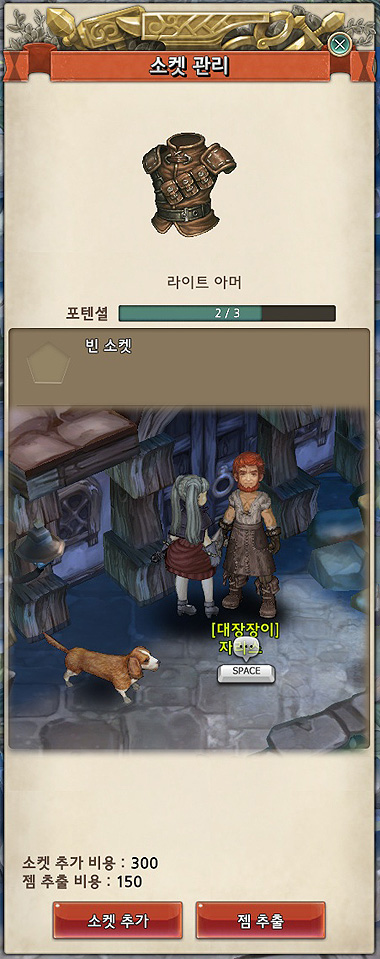 소켓 관리
라이트 아머
포텐셜 2 / 3
빈 소켓
[대장장이]
SPACE
소켓 추가 비용 : 300
젬 추출 비용 : 150
소켓 추가 젬 추출